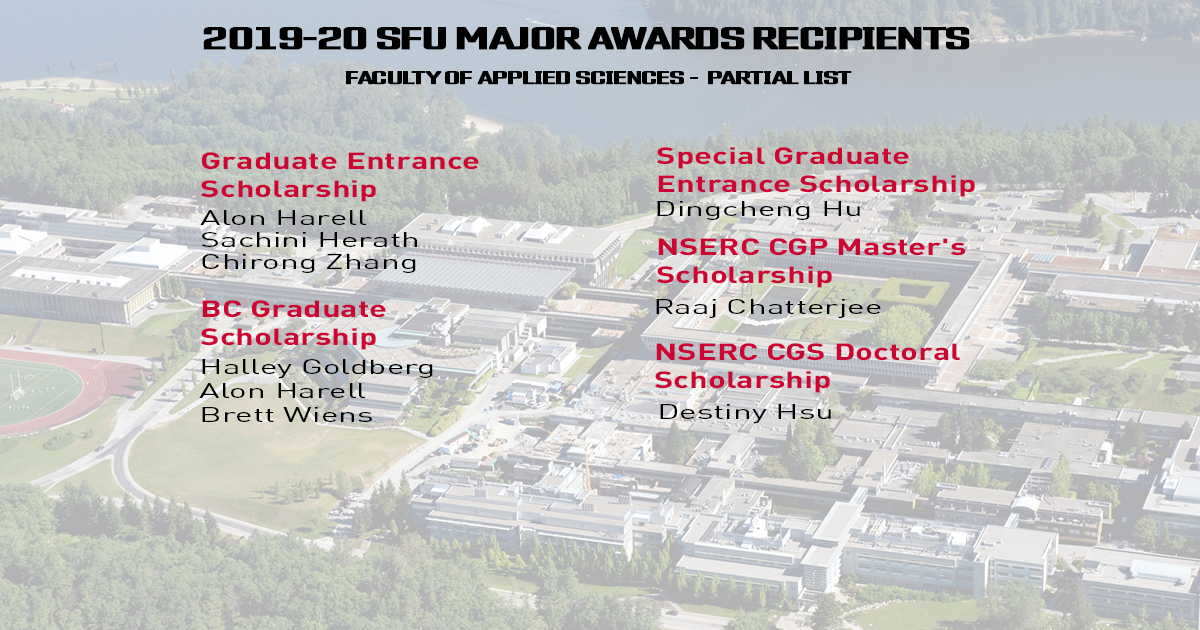 2019-20 SFU MAJOR AWARDS RECIPIENTS
FACULTY OF APPLIED SCIENCES - PARTIAL LIST
Graduate Entrance
Scholarship
Alon Harell
Sachini Herath
Chirong Zhang
BC Graduate
Scholarship
Halley Goldberg
Alon Harell
Brett Wiens
Special Graduate
Entrance Scholarship
Dingcheng Hu
NSERC CGP Master's
Scholarship
Raaj Chatterjee
NSERC CGS Doctoral
Scholarship
Destiny Hsu